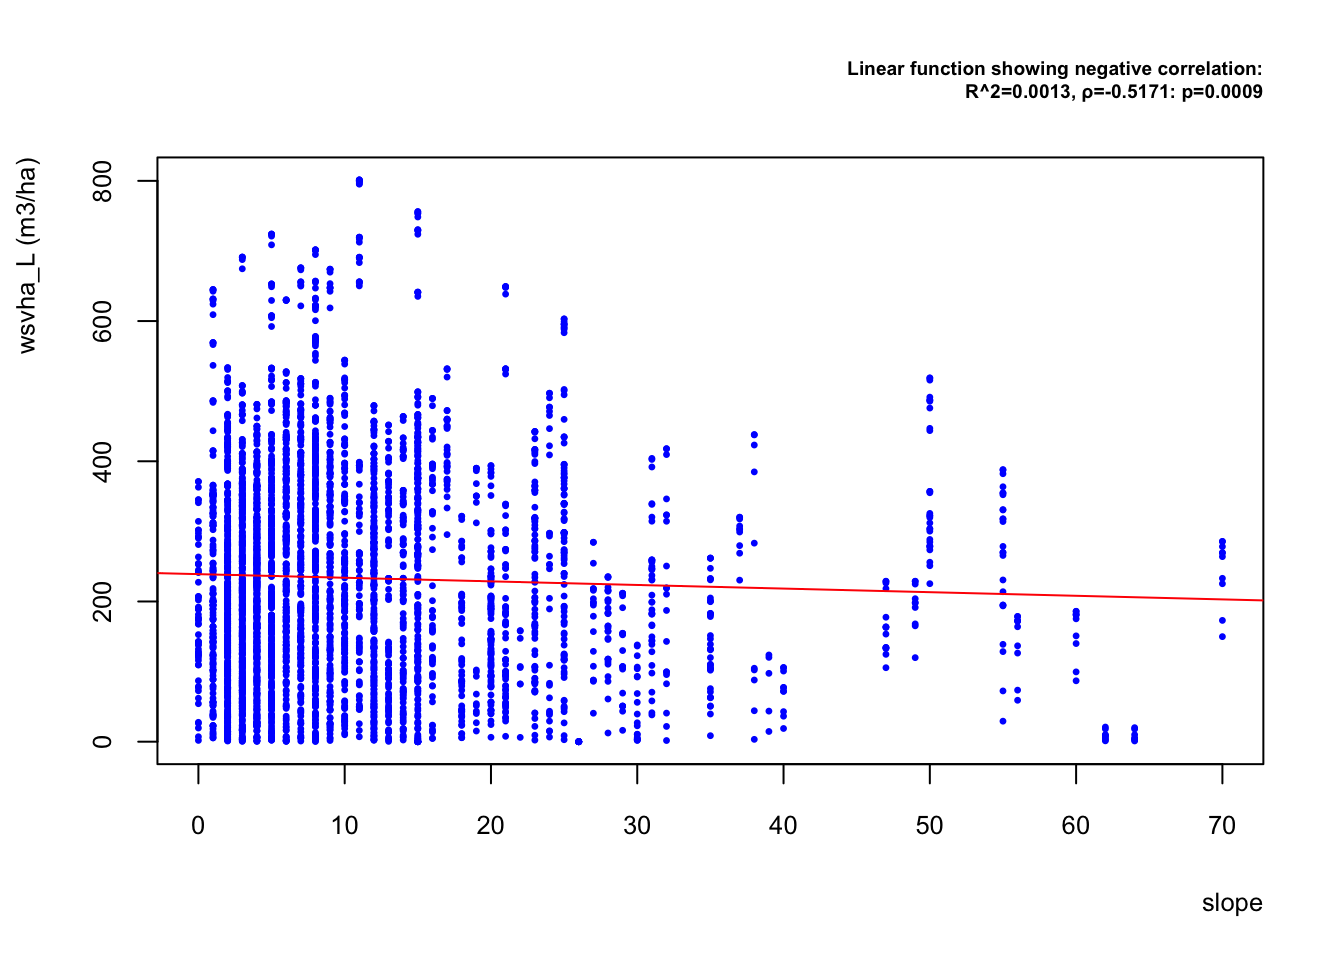 Linear function showing negative correlation:
R^2=0.0013, ρ=-0.5171: p=0.0009
wsvha_L (m3/ha)
800
600
400
200
0
0 10 20 30 40 50 60 70
slope